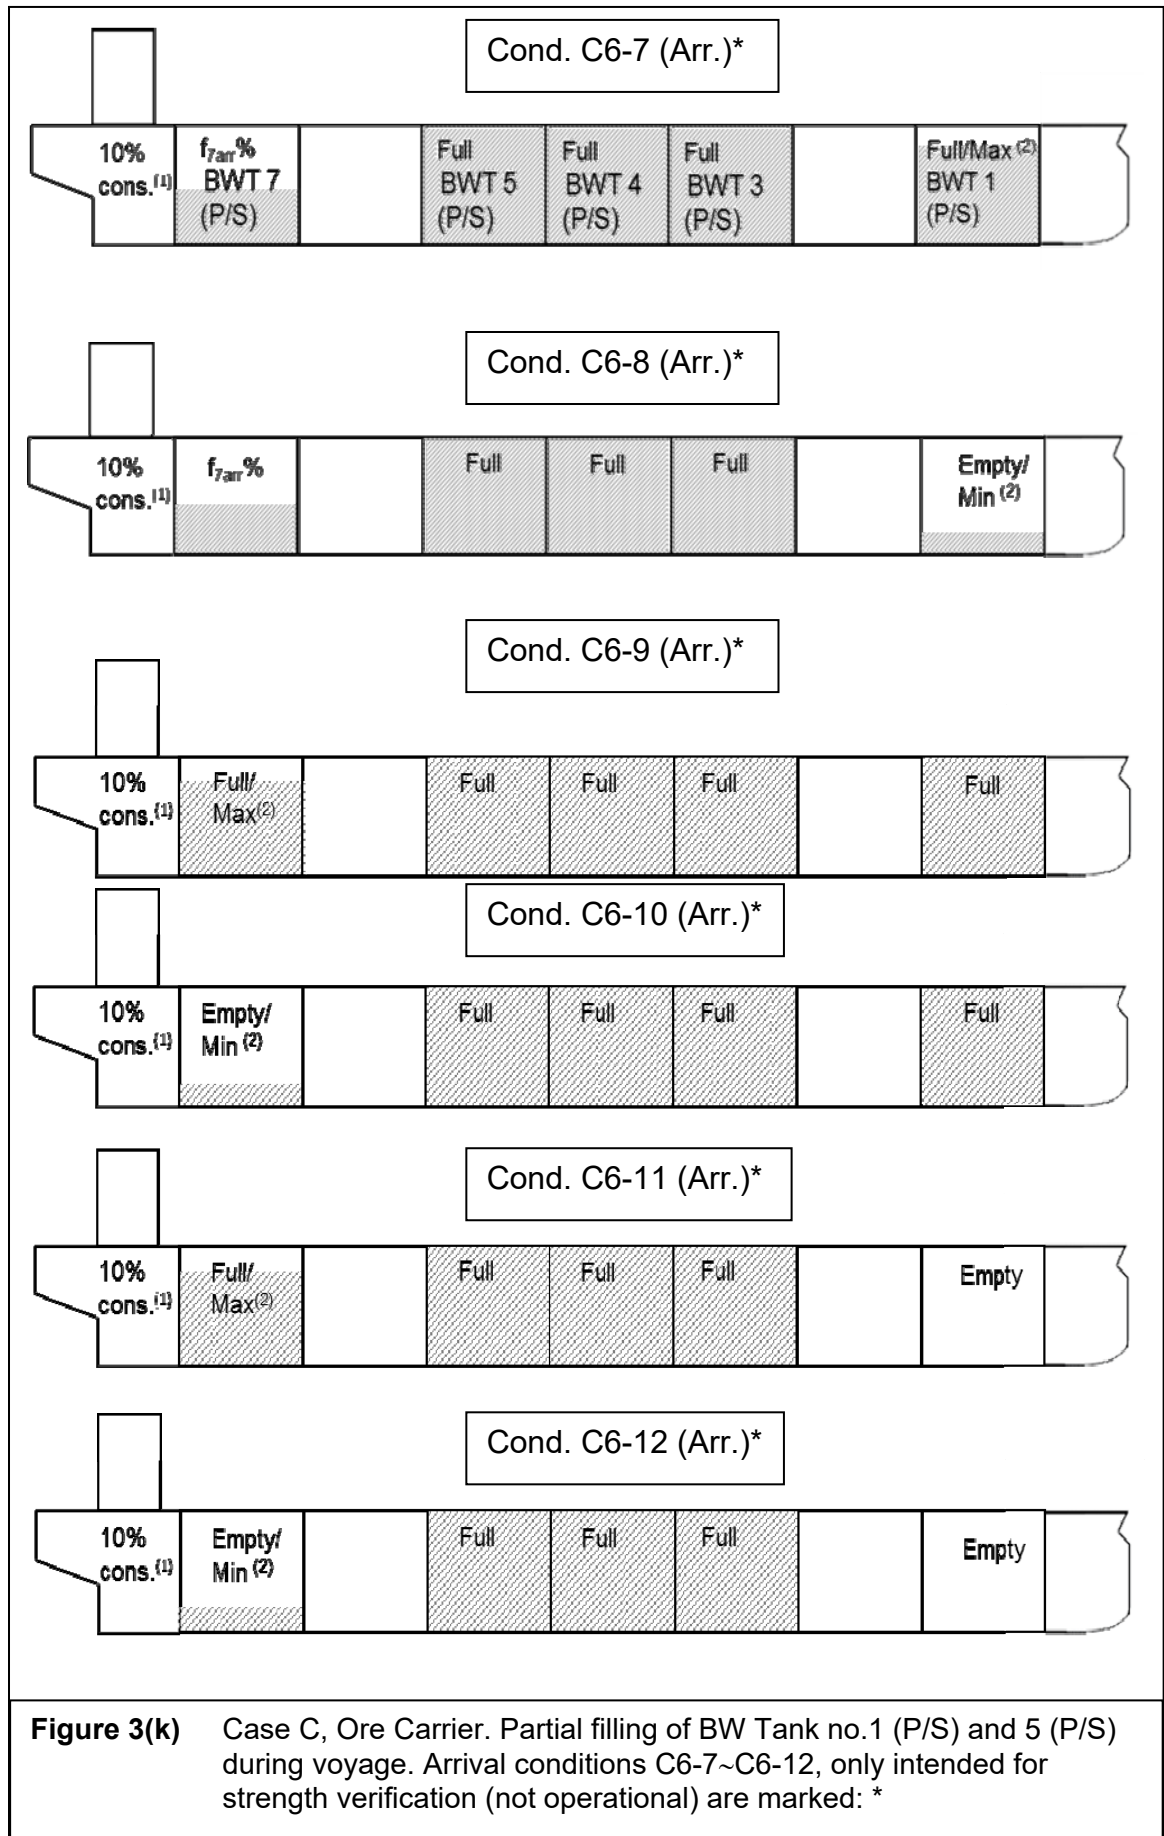 Cond. C6-7 (Arr.)*
10% cons.(1)
f7arr% BWT 7 (P/S)
Full BWT 5 (P/S)
Full BWT 4 (P/S)
Full BWT 3 (P/S)
Full/Max (2) BWT 1 (P/S)
Cond. C6-8 (Arr.)*
10% cons.(1)
f7arr%
Full
Full
Full
Empty/ Min (2)
Cond. C6-9 (Arr.)*
10% cons.(1)
Full/ Max(2)
Full
Full
Full
Full
Cond. C6-10 (Arr.)*
10% cons.(1)
Empty/ Min (2)
Full
Full
Full
Full
Cond. C6-11 (Arr.)*
10% cons.(1)
Full/ Max(2)
Full
Full
Full
Empty
Cond. C6-12 (Arr.)*
10% cons.(1)
Empty/ Min (2)
Full
Full
Full
Empty
Figure 3(k) Case C, Ore Carrier. Partial filling of BW Tank no.1 (P/S) and 5 (P/S)
during voyage. Arrival conditions C6-7~C6-12, only intended for
strength verification (not operational) are marked: *